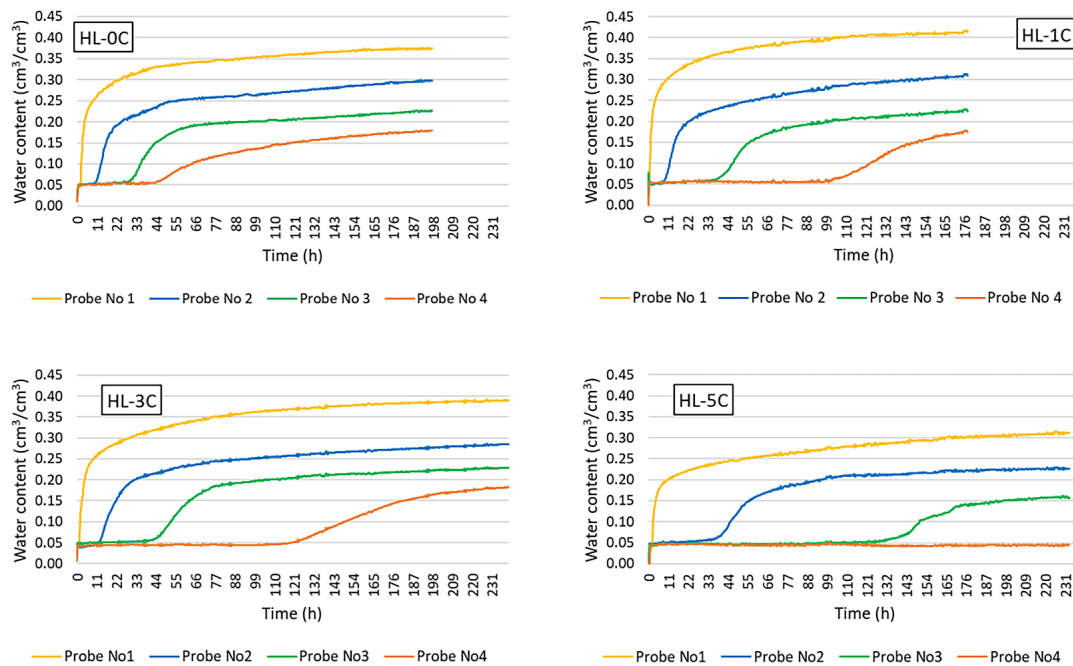 HL-0C
Water content (cm³/cm³)
0.45
0.40
0.35
0.30
0.25
0.20
0.15
0.10
0.05
0.00
0 11 22 33 44 55 66 77 88 99 110 121 132 143 154 165 176 187 198 209 220 231
Time (h)
Probe No 1 Probe No 2 Probe No 3 Probe No 4
HL-1C
Water content (cm³/cm³)
0.45
0.40
0.35
0.30
0.25
0.20
0.15
0.10
0.05
0.00
0 11 22 33 44 55 66 77 88 99 110 121 132 143 154 165 176 187 198 209 220 231
Time (h)
Probe No 1 Probe No 2 Probe No 3 Probe No 4
HL-3C
Water content (cm³/cm³)
0.45
0.40
0.35
0.30
0.25
0.20
0.15
0.10
0.05
0.00
0 11 22 33 44 55 66 77 88 99 110 121 132 143 154 165 176 187 198 209 220 231
Time (h)
Probe No1 Probe No2 Probe No3 Probe No4
HL-5C
Water content (cm³/cm³)
0.45
0.40
0.35
0.30
0.25
0.20
0.15
0.10
0.05
0.00
0 11 22 33 44 55 66 77 88 99 110 121 132 143 154 165 176 187 198 209 220 231
Time (h)
Probe No1 Probe No2 Probe No3 Probe No4